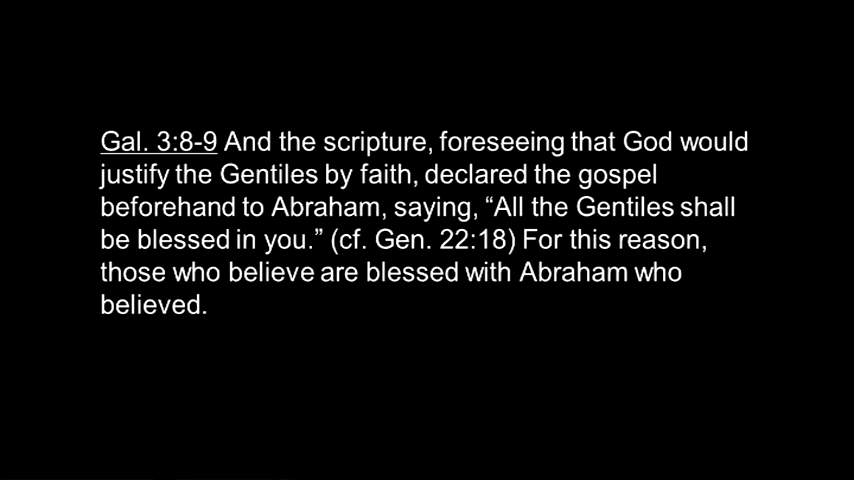 Gal. 3:8-9 And the scripture, foreseeing that God would
justify the Gentiles by faith, declared the gospel
beforehand to Abraham, saying, “All the Gentiles shall
be blessed in you.” (cf. Gen. 22:18) For this reason,
those who believe are blessed with Abraham who
believed.